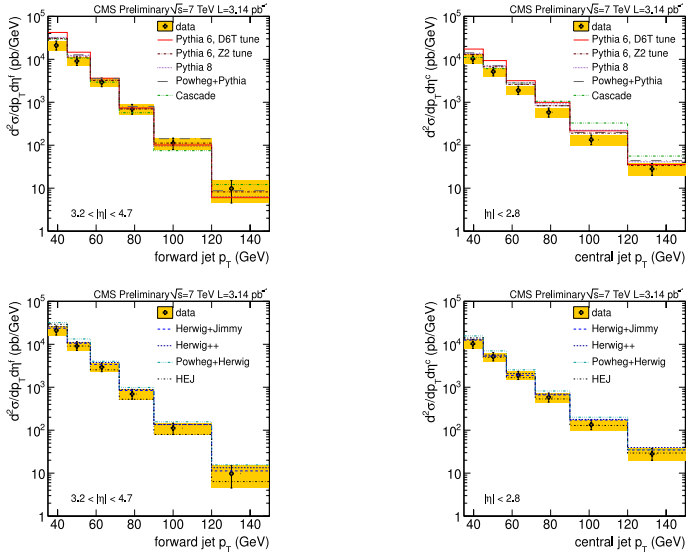 CMS Preliminary √s=7 TeV L=3.14 pb⁻
data
Pythia 6, D6T tune
Pythia 6, Z2 tune
Pythia 8
Powheg+Pythia
Cascade
3.2 < |η| < 4.7
d²σ/dp_T dη^f (pb/GeV)
10⁵
10⁴
10³
10²
10
1
40 60 80 100 120 140
forward jet p_T (GeV)
CMS Preliminary √s=7 TeV L=3.14 pb⁻
data
Pythia 6, D6T tune
Pythia 6, Z2 tune
Pythia 8
Powheg+Pythia
Cascade
|η| < 2.8
d²σ/dp_T dη^c (pb/GeV)
10⁵
10⁴
10³
10²
10
1
40 60 80 100 120 140
central jet p_T (GeV)
CMS Preliminary √s=7 TeV L=3.14 pb⁻
data
Herwig+Jimmy
Herwig++
Powheg+Herwig
HEJ
3.2 < |η| < 4.7
d²σ/dp_T dη^f (pb/GeV)
10⁵
10⁴
10³
10²
10
1
40 60 80 100 120 140
forward jet p_T (GeV)
CMS Preliminary √s=7 TeV L=3.14 pb⁻
data
Herwig+Jimmy
Herwig++
Powheg+Herwig
HEJ
|η| < 2.8
d²σ/dp_T dη^c (pb/GeV)
10⁵
10⁴
10³
10²
10
1
40 60 80 100 120 140
central jet p_T (GeV)